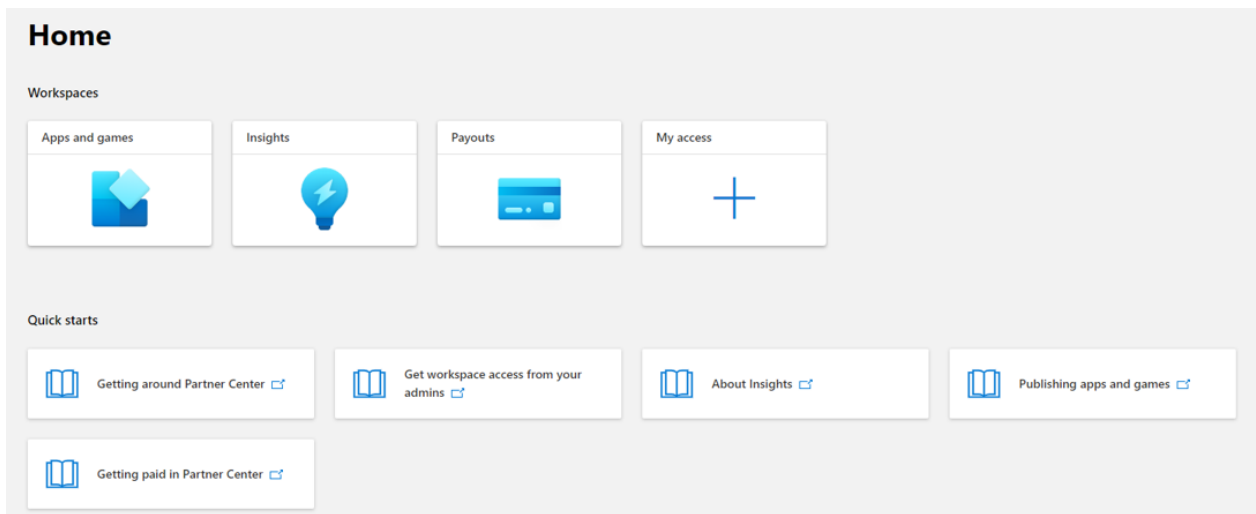 Home
Workspaces
Apps and games
Insights
Payouts
My access
Quick starts
Getting around Partner Center
Get workspace access from your
admins
About Insights
Publishing apps and games
Getting paid in Partner Center